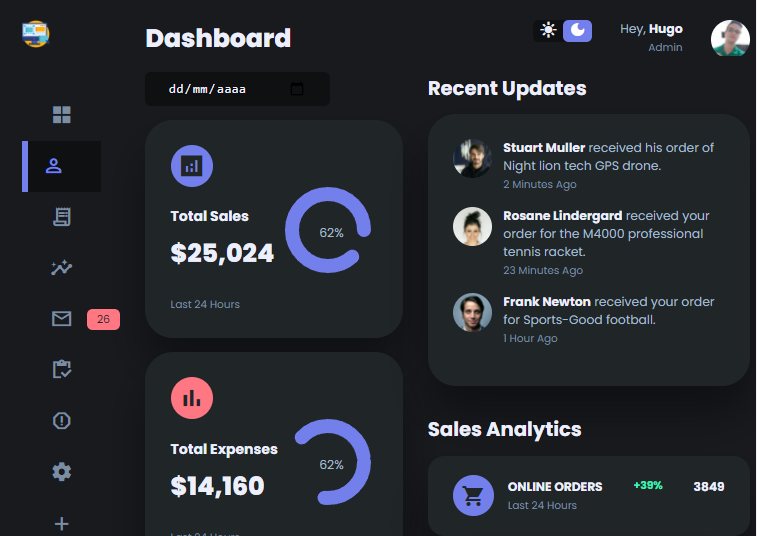 Dashboard
Hey, Hugo
Admin
dd/mm/aaaa
26
Total Sales
$25,024
62%
Last 24 Hours
Total Expenses
$14,160
62%
Last 24 Hours
Recent Updates
Stuart Muller received his order of
Night lion tech GPS drone.
2 Minutes Ago
Rosane Lindergard received your
order for the M4000 professional
tennis racket.
23 Minutes Ago
Frank Newton received your order
for Sports-Good football.
1 Hour Ago
Sales Analytics
ONLINE ORDERS
Last 24 Hours
+39%
3849